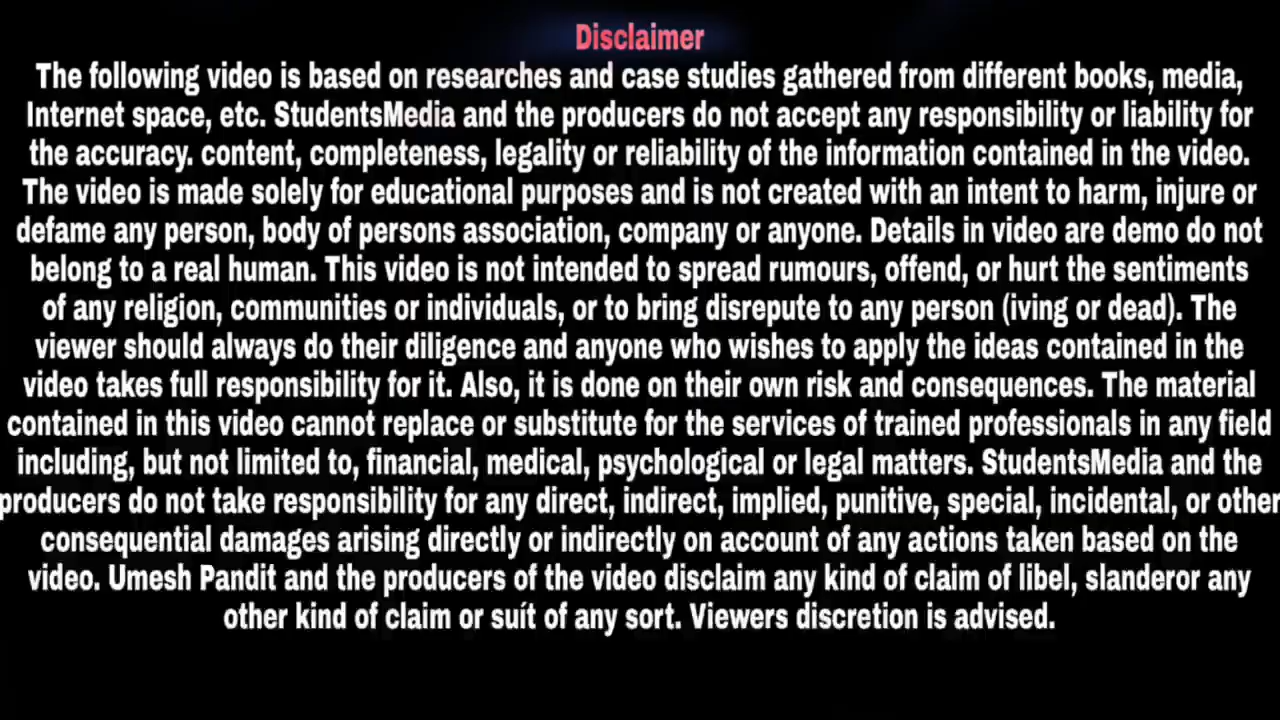 Disclaimer
The following video is based on researches and case studies gathered from different books, media,
Internet space, etc. StudentsMedia and the producers do not accept any responsibility or liability for
the accuracy. content, completeness, legality or reliability of the information contained in the video.
The video is made solely for educational purposes and is not created with an intent to harm, injure or
defame any person, body of persons association, company or anyone. Details in video are demo do not
belong to a real human. This video is not intended to spread rumours, offend, or hurt the sentiments
of any religion, communities or individuals, or to bring disrepute to any person (iving or dead). The
viewer should always do their diligence and anyone who wishes to apply the ideas contained in the
video takes full responsibility for it. Also, it is done on their own risk and consequences. The material
contained in this video cannot replace or substitute for the services of trained professionals in any field
including, but not limited to, financial, medical, psychological or legal matters. StudentsMedia and the
producers do not take responsibility for any direct, indirect, implied, punitive, special, incidental, or other
consequential damages arising directly or indirectly on account of any actions taken based on the
video. Umesh Pandit and the producers of the video disclaim any kind of claim of libel, slanderor any
other kind of claim or suít of any sort. Viewers discretion is advised.